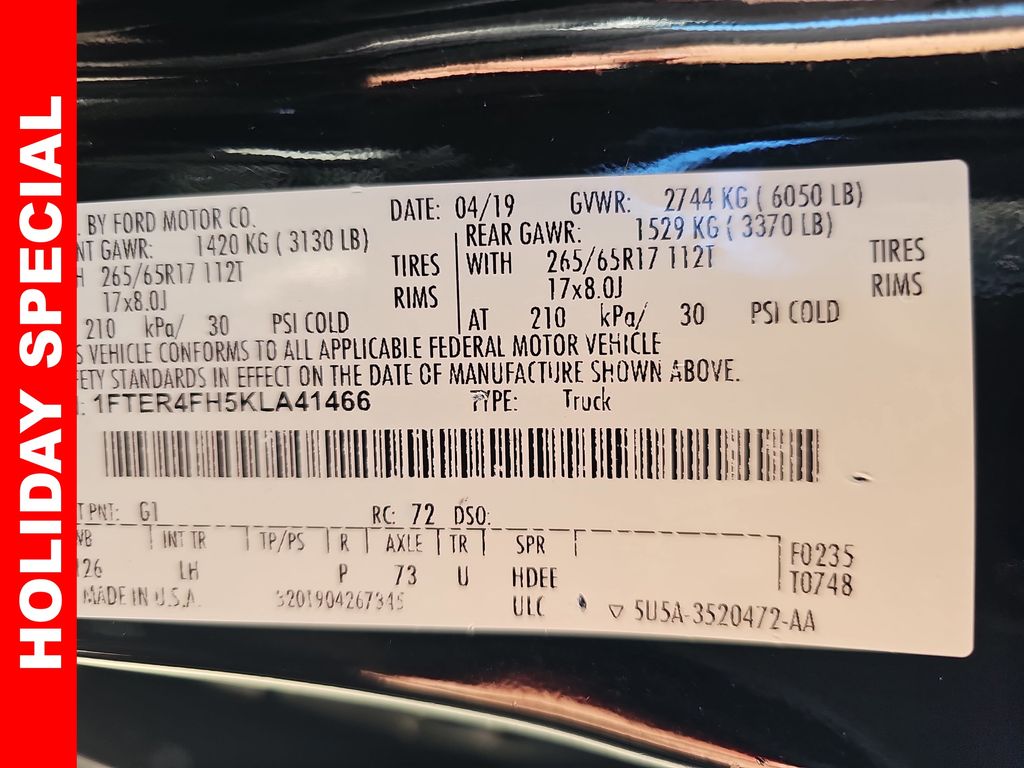 HOLIDAY SPECIAL
. BY FORD MOTOR CO. DATE: 04/19 GVWR: 2744 KG ( 6050 LB)
NT GAWR: 1420 KG ( 3130 LB) REAR GAWR: 1529 KG ( 3370 LB)
H 265/65R17 112T TIRES WITH 265/65R17 112T TIRES
17x8.0J RIMS 17x8.0J RIMS
210 kPa/ 30 PSI COLD AT 210 kPa/ 30 PSI COLD
S VEHICLE CONFORMS TO ALL APPLICABLE FEDERAL MOTOR VEHICLE
ETY STANDARDS IN EFFECT ON THE DATE OF MANUFACTURE SHOWN ABOVE.
: 1FTER4FH5KLA41466 TYPE: Truck
T PNT: G1 RC: 72 DSO:
WB INT TR TP/PS R AXLE TR SPR F0235
126 LH P 73 U HDEE T0748
MADE IN U.S.A. 3201904267345 ULC ▽ 5U5A-3520472-AA